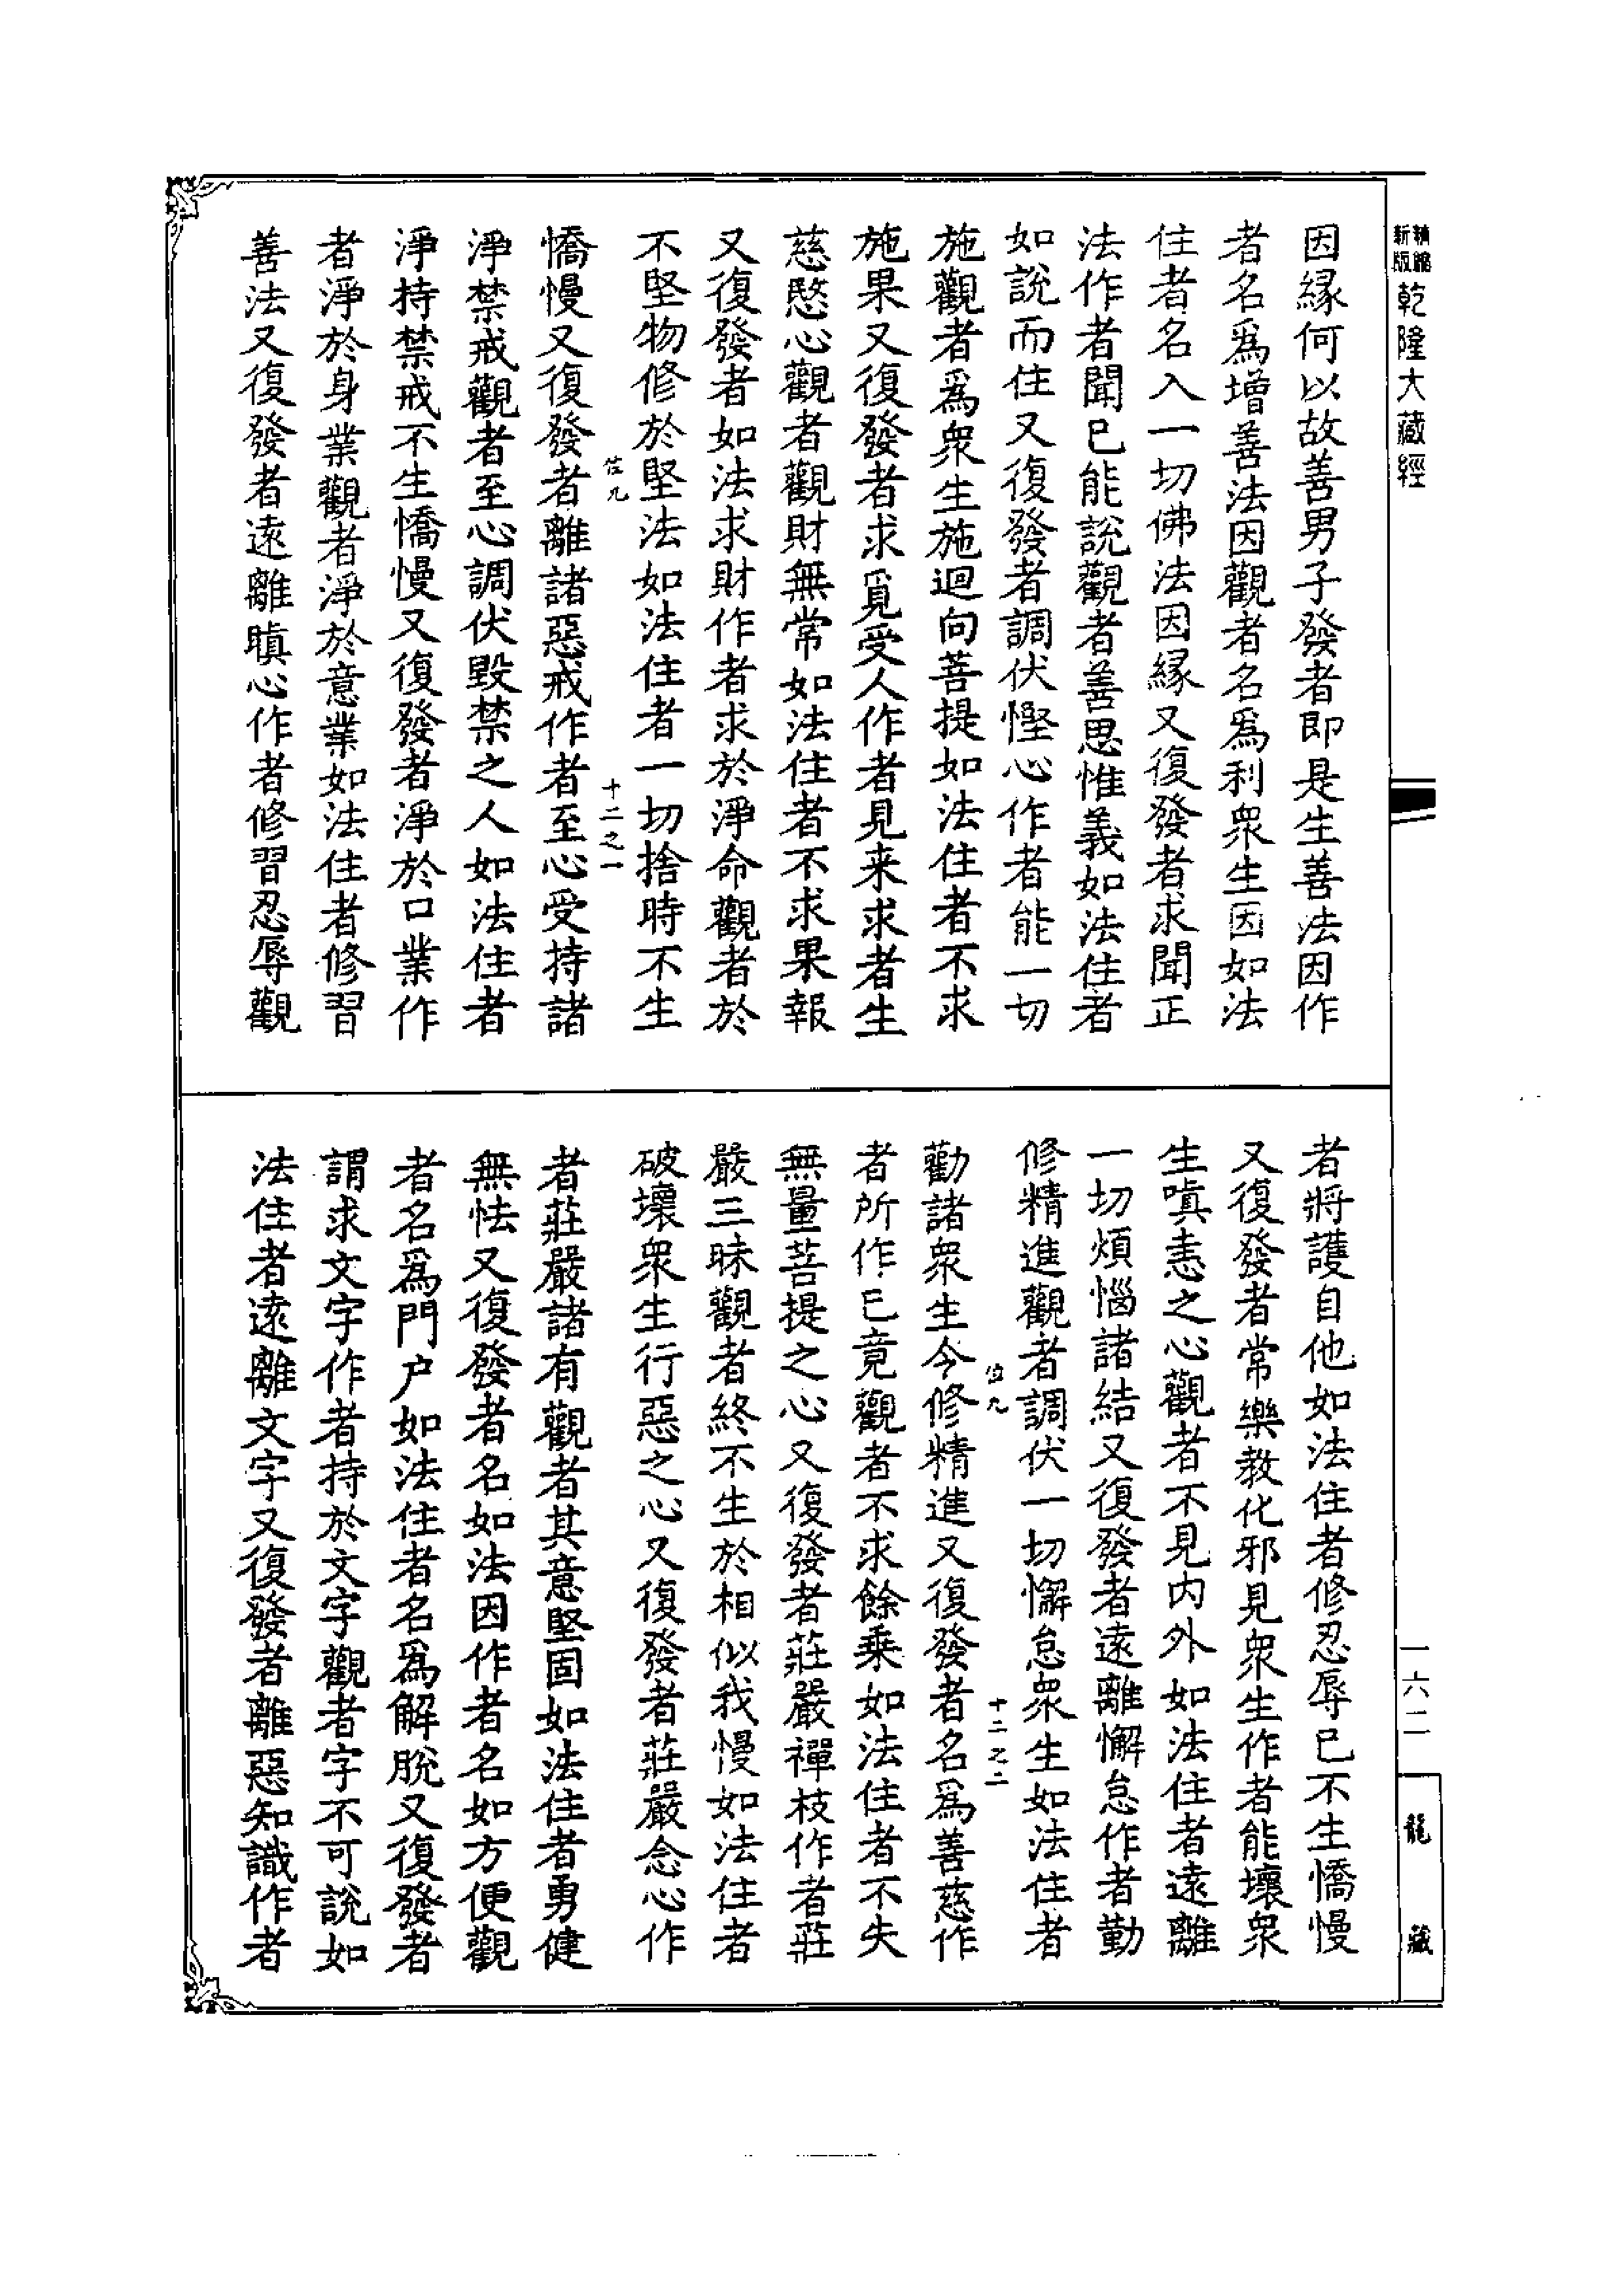 新版
精縮
乾隆大藏經
因緣何以故善男子發者即是生善法因作
者名爲增善法因觀者名爲利衆生因如法
住者名入一切佛法因緣又復發者求聞正
法作者聞已能說觀者善思惟義如法住者
如說而住又復發者調伏慳心作者能一切
施觀者爲衆生施迴向菩提如法住者不求
施果又復發者求覓受人作者見来求者生
慈愍心觀者觀財無常如法住者不求果報
又復發者如法求財作者求於淨命觀者於
不堅物修於堅法如法住者一切捨時不生
位九
十二之一
憍慢又復發者離諸惡戒作者至心受持諸
淨禁戒觀者至心調伏毀禁之人如法住者
淨持禁戒不生憍慢又復發者淨於口業作
者淨於身業觀者淨於意業如法住者修習
善法又復發者遠離瞋心作者修習忍辱觀
者將護自他如法住者修忍辱已不生憍慢
又復發者常樂教化邪見衆生作者能壞衆
生嗔恚之心觀者不見内外如法住者遠離
一切煩惱諸結又復發者遠離懈怠作者勤
修精進觀者調伏一切懈怠衆生如法住者
位九
十二之二
勸諸衆生令修精進又復發者名爲善慈作
者所作已竟觀者不求餘乗如法住者不失
無量菩提之心又復發者莊嚴禪枝作者莊
嚴三昧觀者終不生於相似我慢如法住者
破壞衆生行惡之心又復發者莊嚴念心作
者莊嚴諸有觀者其意堅固如法住者勇健
無怯又復發者名如法因作者名如方便觀
者名爲門户如法住者名爲解脫又復發者
謂求文字作者持於文字觀者字不可說如
法住者遠離文字又復發者離惡知識作者
一六二
龍藏